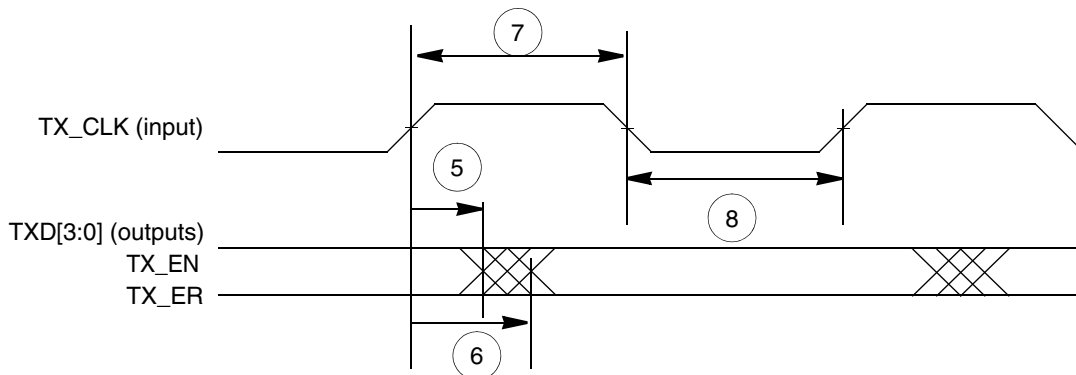 7
TX_CLK (input)
5
8
TXD[3:0] (outputs)
TX_EN
TX_ER
6